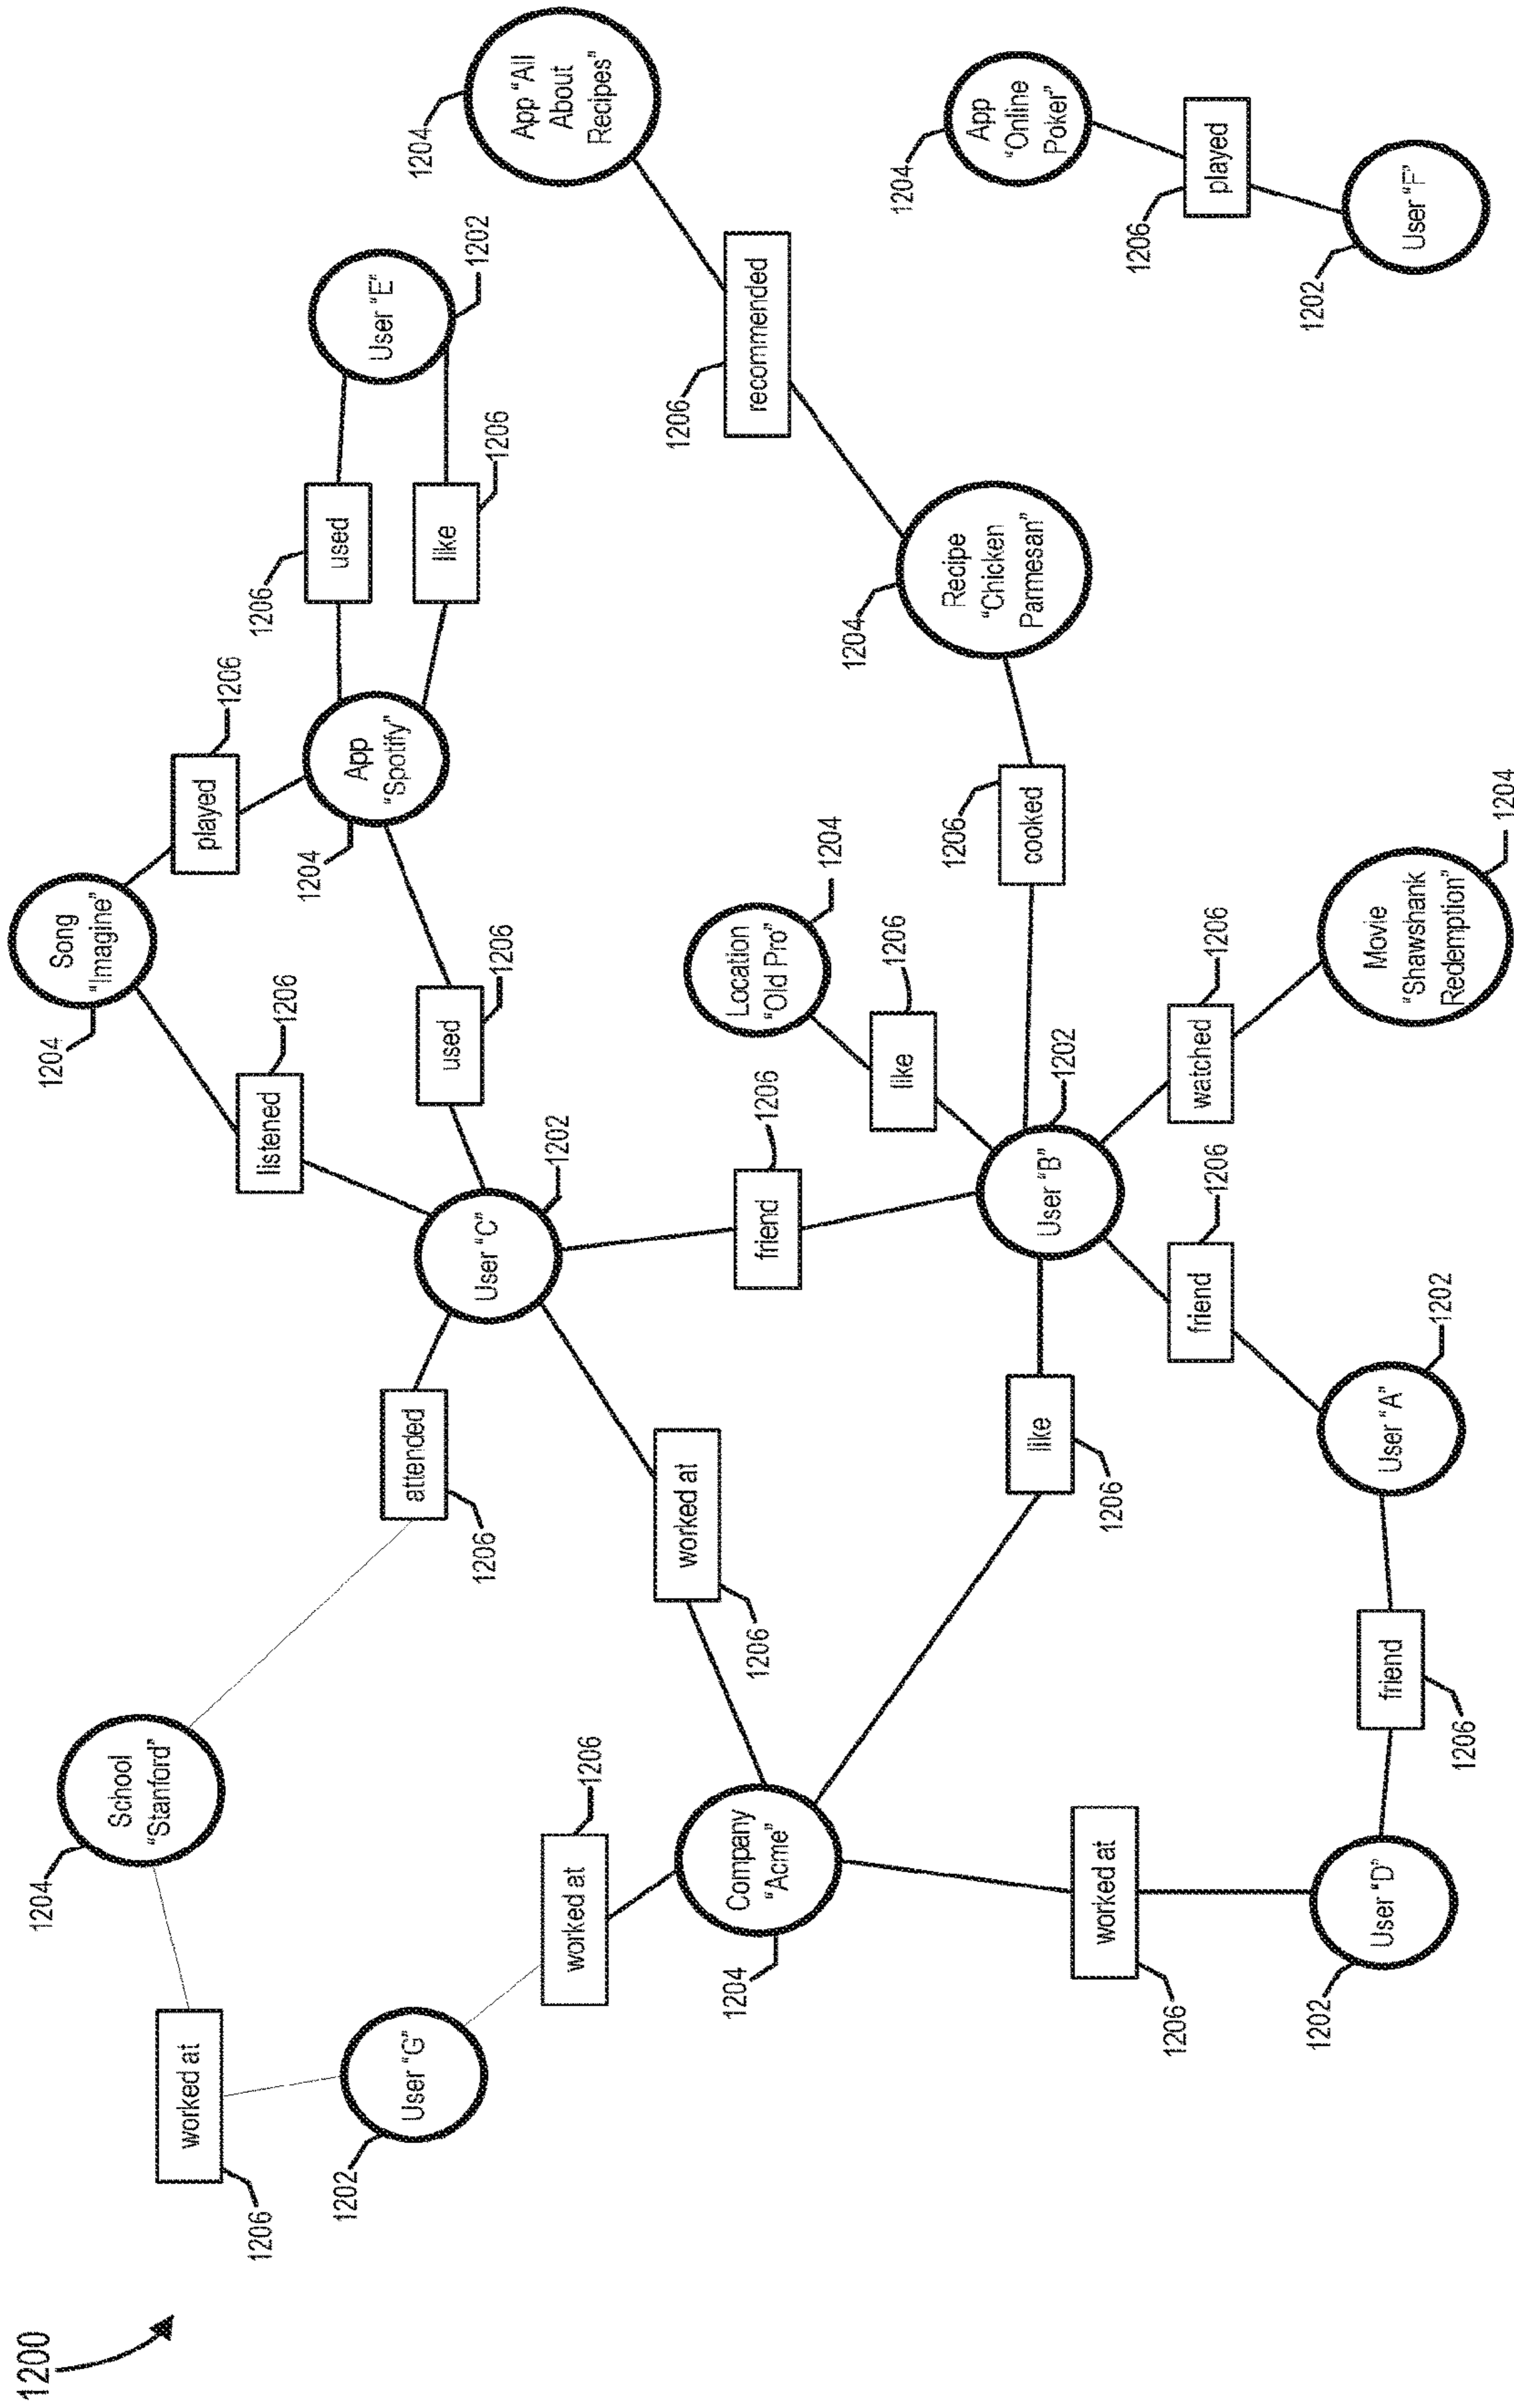 1200
1204
School
"Stanford"
1204
Song
"Imagine"
worked at
1206
played
1206
listened
1206
1206
used
1204
App
"Spotify"
User "E"
1202
1202
User "G"
attended
1206
like
1206
used
1206
User "C"
1202
1204
App "All
About
Recipes"
worked at
1206
worked at
1206
1204
Company
"Acme"
friend
1206
Location
"Old Pro"
1204
1206
recommended
like
1206
1204
Recipe
"Chicken
Parmesan"
1206
cooked
1204
App
"Online
Poker"
like
1206
User "B"
1202
worked at
1206
friend
1206
watched
1206
1206
played
1202
User "D"
friend
1206
User "A"
1202
Movie
"Shawshank
Redemption"
1204
1202
User "F"